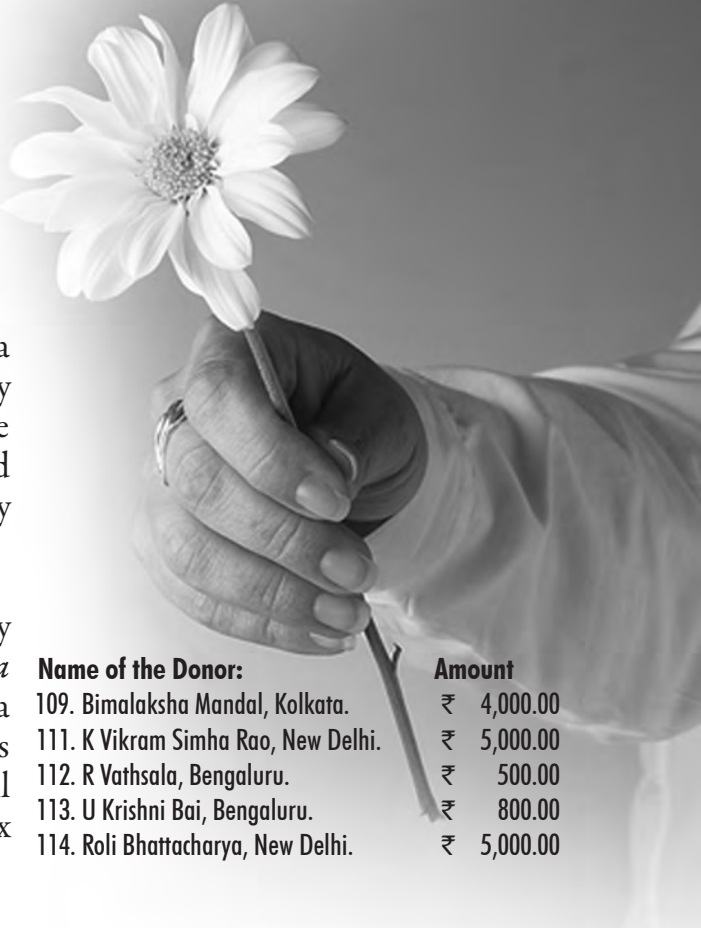 a
y
e
d
y
y
a
a
s
l
x
Name of the Donor: Amount
109. Bimalaksha Mandal, Kolkata. ₹ 4,000.00
111. K Vikram Simha Rao, New Delhi. ₹ 5,000.00
112. R Vathsala, Bengaluru. ₹ 500.00
113. U Krishni Bai, Bengaluru. ₹ 800.00
114. Roli Bhattacharya, New Delhi. ₹ 5,000.00